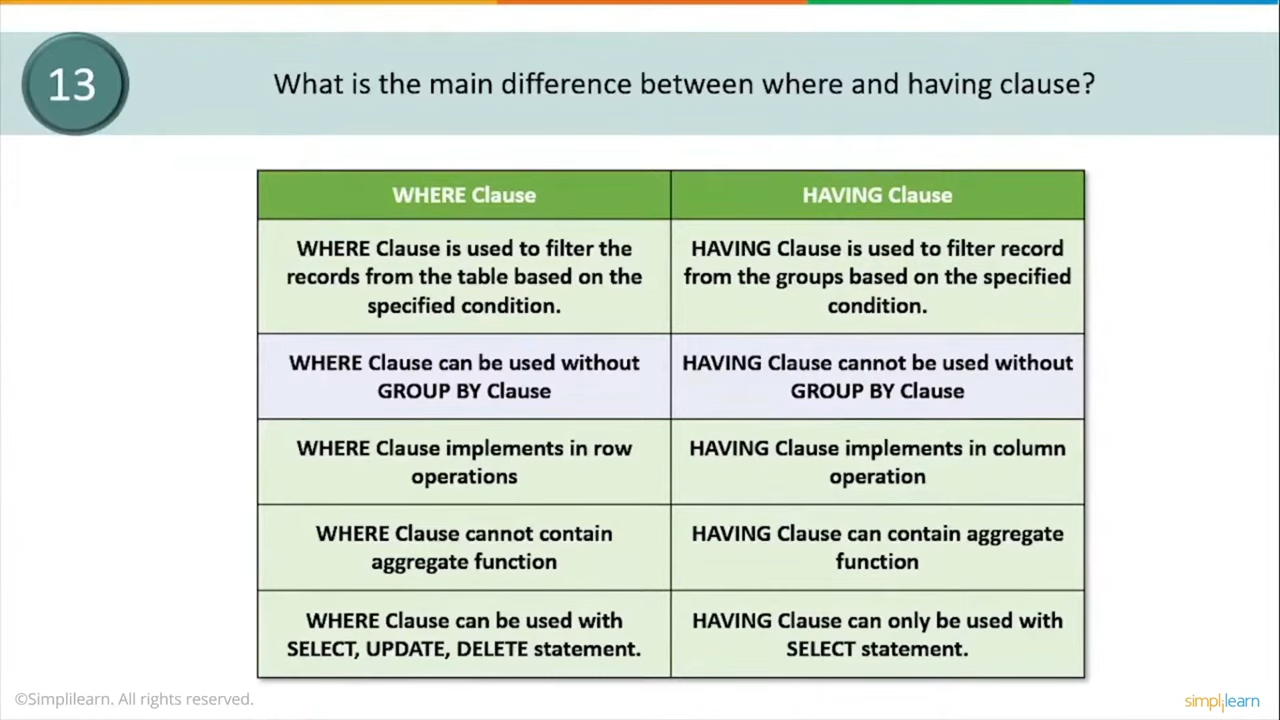 13
What is the main difference between where and having clause?
WHERE Clause
HAVING Clause
WHERE Clause is used to filter the
records from the table based on the
specified condition.
HAVING Clause is used to filter record
from the groups based on the specified
condition.
WHERE Clause can be used without
GROUP BY Clause
HAVING Clause cannot be used without
GROUP BY Clause
WHERE Clause implements in row
operations
HAVING Clause implements in column
operation
WHERE Clause cannot contain
aggregate function
HAVING Clause can contain aggregate
function
WHERE Clause can be used with
SELECT, UPDATE, DELETE statement.
HAVING Clause can only be used with
SELECT statement.
©Simplilearn. All rights reserved.
simplilearn